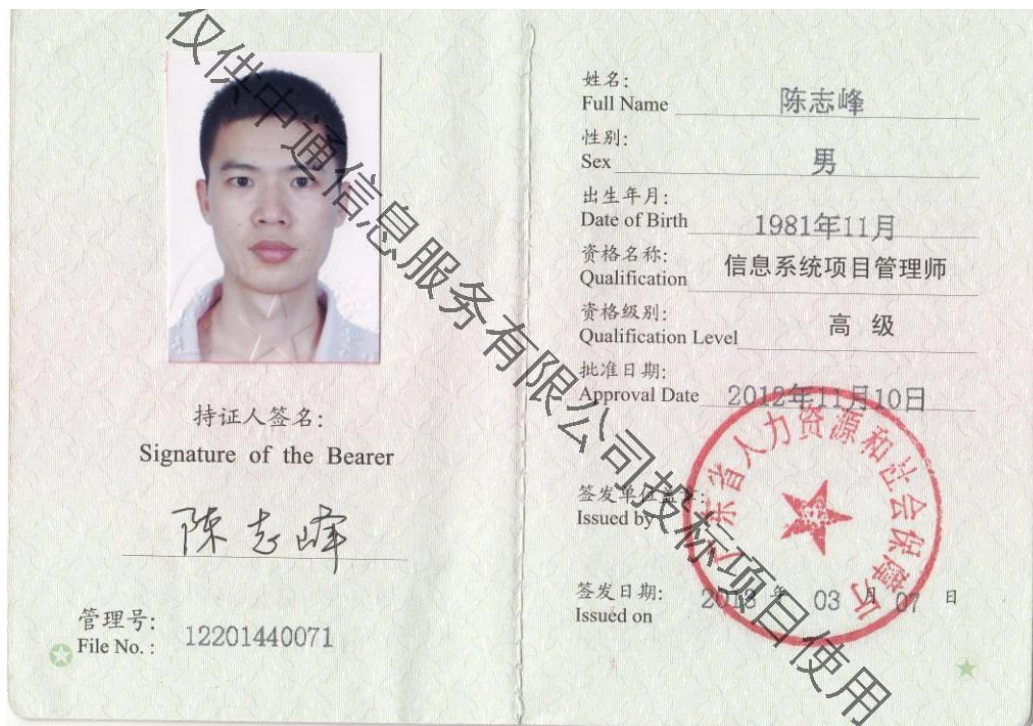 仅供中通信息服务有限公司投标项目使用
持证人签名:
Signature of the Bearer
陈志峰
管理号:
File No. :
12201440071
姓名:
Full Name
陈志峰
性别:
Sex
男
出生年月:
Date of Birth
1981年11月
资格名称:
Qualification
信息系统项目管理师
资格级别:
Qualification Level
高 级
批准日期:
Approval Date
2012年11月10日
签发单位盖章:
Issued by
广东省人力资源和社会保障厅
签发日期:
Issued on
2013 年 03 月 07 日